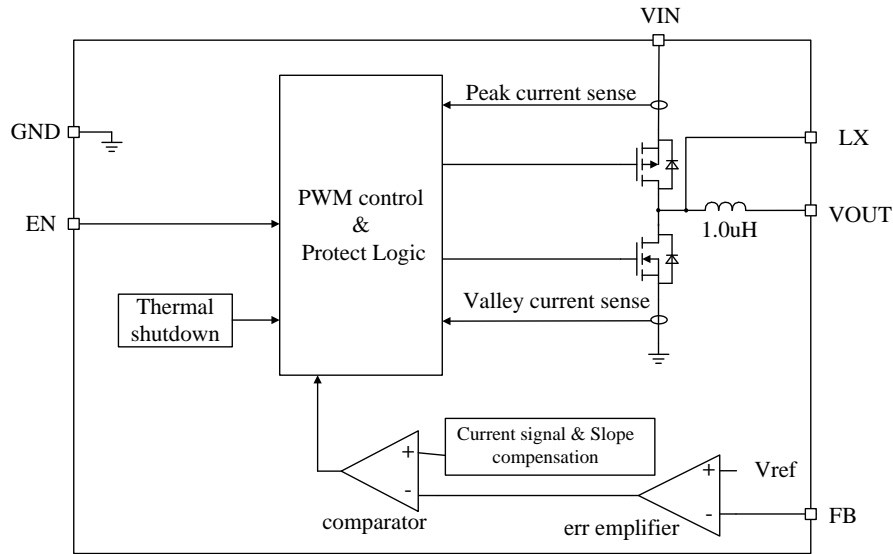 VIN
Peak current sense
GND
LX
PWM control
&
Protect Logic
EN
VOUT
1.0uH
Thermal
shutdown
Valley current sense
Current signal & Slope
compensation
+
-
+
-
Vref
FB
comparator
err emplifier